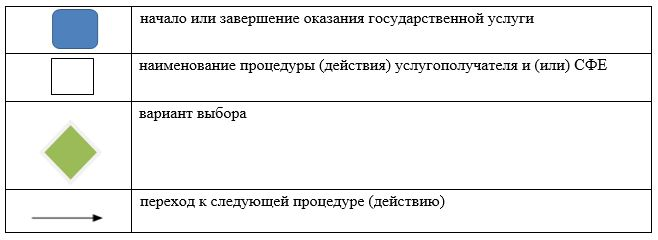 начало или завершение оказания государственной услуги
наименование процедуры (действия) услугополучателя и (или) СФЕ
вариант выбора
переход к следующей процедуре (действию)